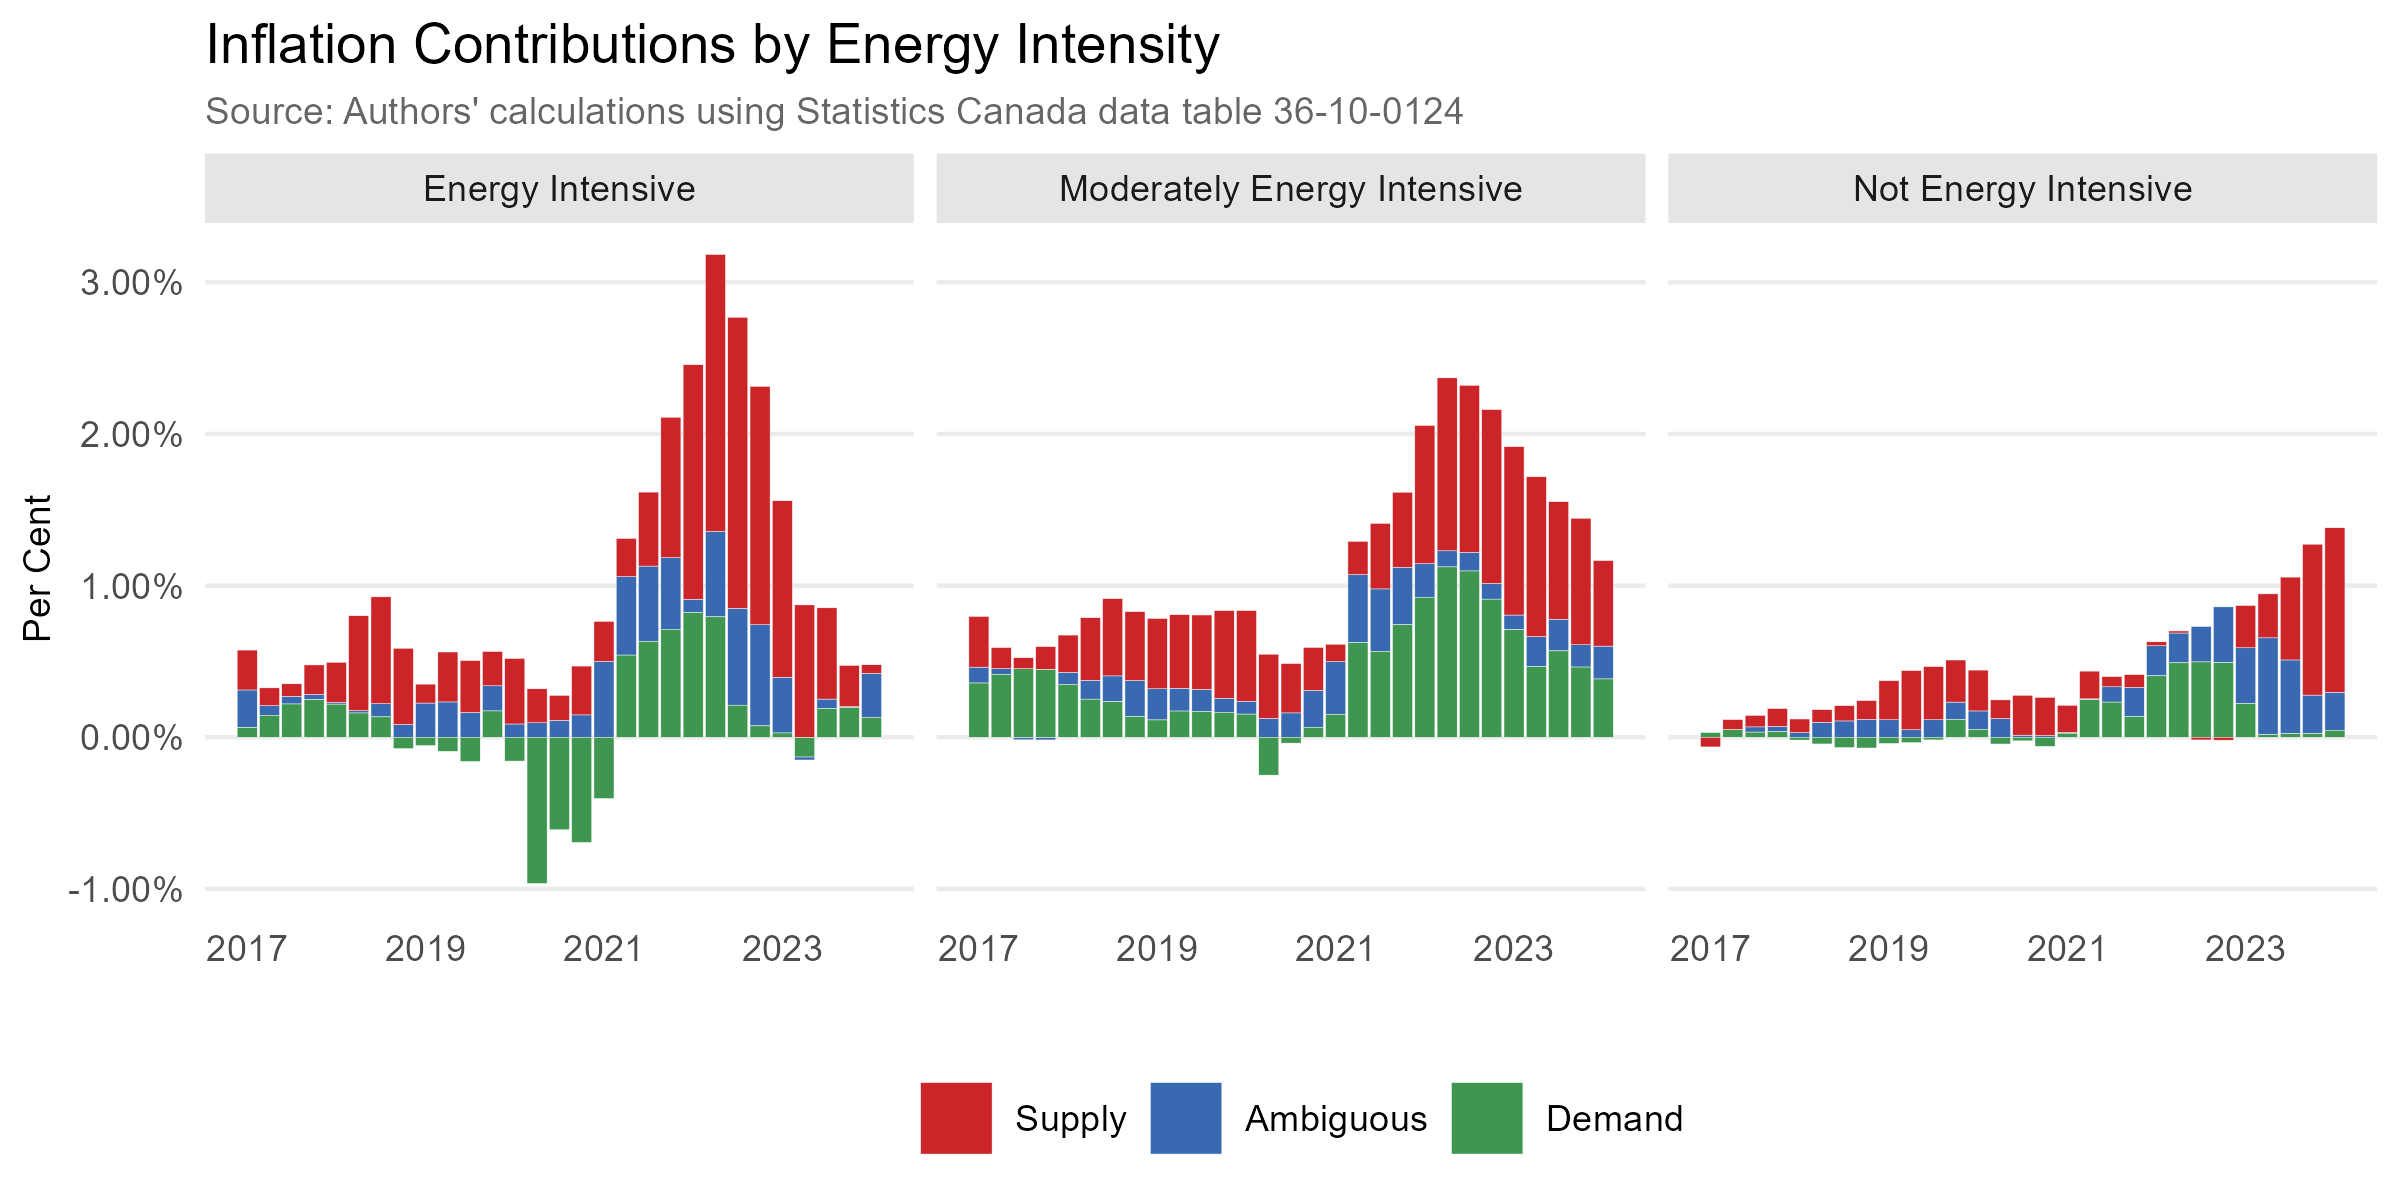 Inflation Contributions by Energy Intensity
Source: Authors' calculations using Statistics Canada data table 36-10-0124
Energy Intensive
Moderately Energy Intensive
Not Energy Intensive
Per Cent
3.00%
2.00%
1.00%
0.00%
-1.00%
2017 2019 2021 2023
2017 2019 2021 2023
2017 2019 2021 2023
Supply
Ambiguous
Demand